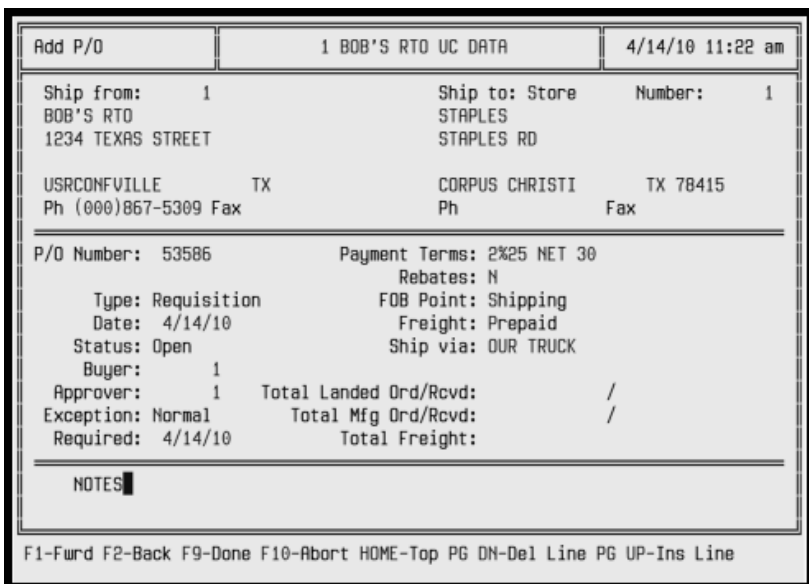 Add P/O 1 BOB'S RTO UC DATA 4/14/10 11:22 am
Ship from: 1 Ship to: Store Number: 1
BOB'S RTO STAPLES
1234 TEXAS STREET STAPLES RD
USRCONFVILLE TX CORPUS CHRISTI TX 78415
Ph (000)867-5309 Fax Ph Fax
P/O Number: 53586 Payment Terms: 2%25 NET 30
Rebates: N
Type: Requisition FOB Point: Shipping
Date: 4/14/10 Freight: Prepaid
Status: Open Ship via: OUR TRUCK
Buyer: 1
Approver: 1 Total Landed Ord/Rcvd: /
Exception: Normal Total Mfg Ord/Rcvd: /
Required: 4/14/10 Total Freight:
NOTES
F1-Fwrd F2-Back F9-Done F10-Abort HOME-Top PG DN-Del Line PG UP-Ins Line